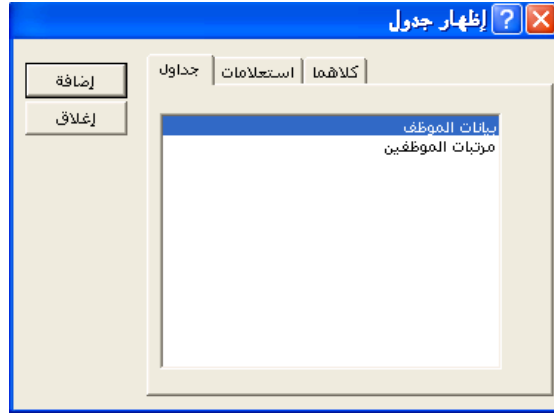 إظهار جدول
جداول استعلامات كلاهما
إضافة
إغلاق
بيانات الموظف
مرتبات الموظفين